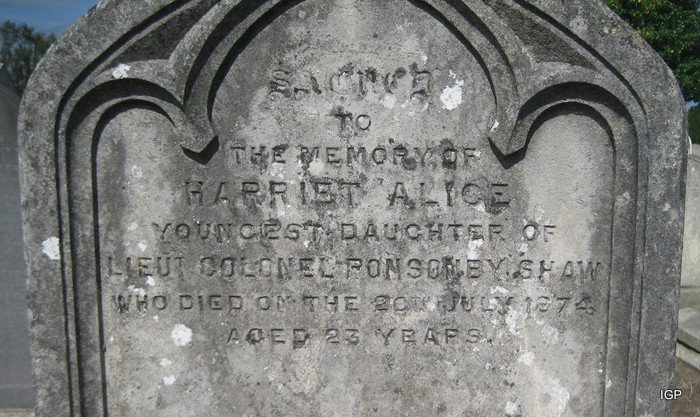 SACRED
TO
THE MEMORY OF
HARRIET ALICE
YOUNGEST DAUGHTER OF
LIEUT COLONEL PONSONBY SHAW
WHO DIED ON THE 26TH JULY 1874,
AGED 23 YEARS.
IGP